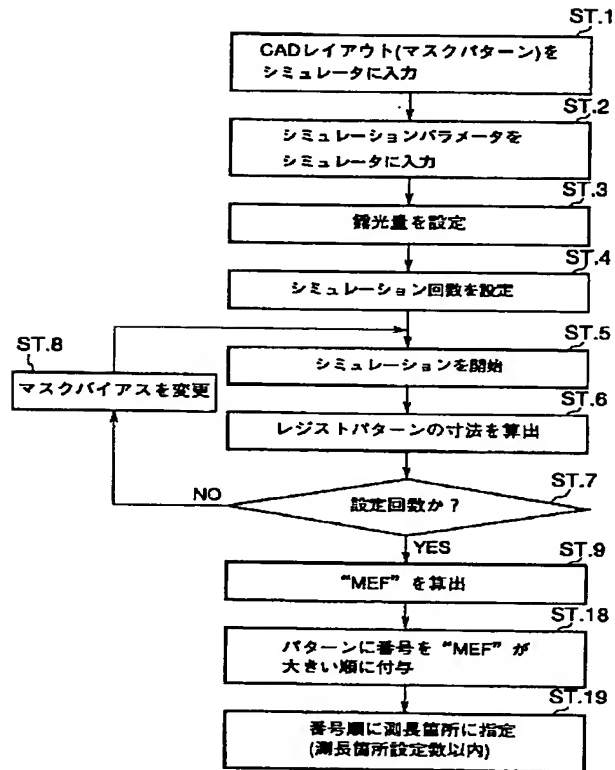 ST.1
CADレイアウト(マスクパターン)を
シミュレータに入力
ST.2
シミュレーションパラメータを
シミュレータに入力
ST.3
露光量を設定
ST.4
シミュレーション回数を設定
ST.8
マスクバイアスを変更
ST.5
シミュレーションを開始
ST.6
レジストパターンの寸法を算出
ST.7
設定回数か？
NO
YES
ST.9
“MEF”を算出
ST.18
パターンに番号を“MEF”が
大きい順に付与
ST.19
番号順に測長箇所に指定
(測長箇所設定数以内)